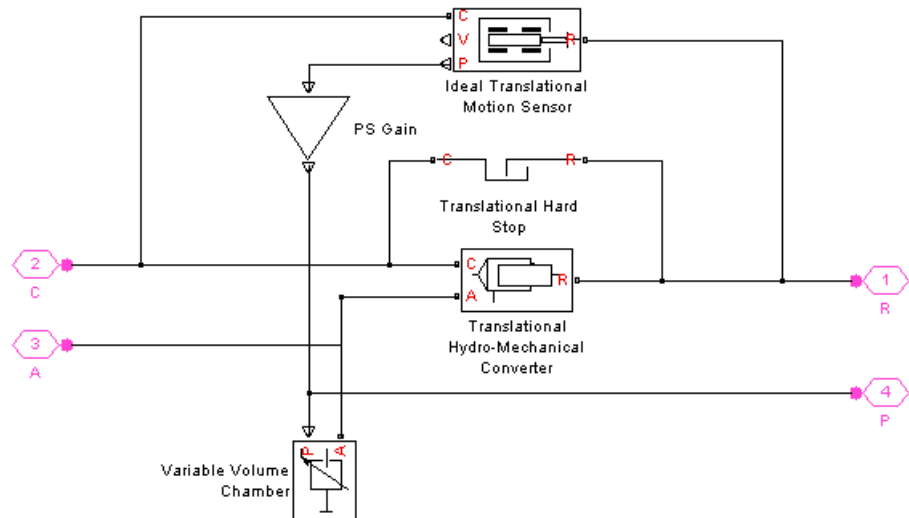 C
V
P
R
Ideal Translational
Motion Sensor
PS Gain
C
R
Translational Hard
Stop
2
C
C
A
R
1
R
3
A
Translational
Hydro-Mechanical
Converter
4
P
P
A
Variable Volume
Chamber